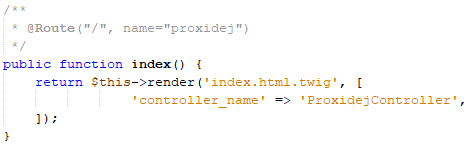 /**
 * @Route("/", name="proxidej")
 */
public function index() {
    return $this->render('index.html.twig', [
            'controller_name' => 'ProxidejController',
    ]);
}